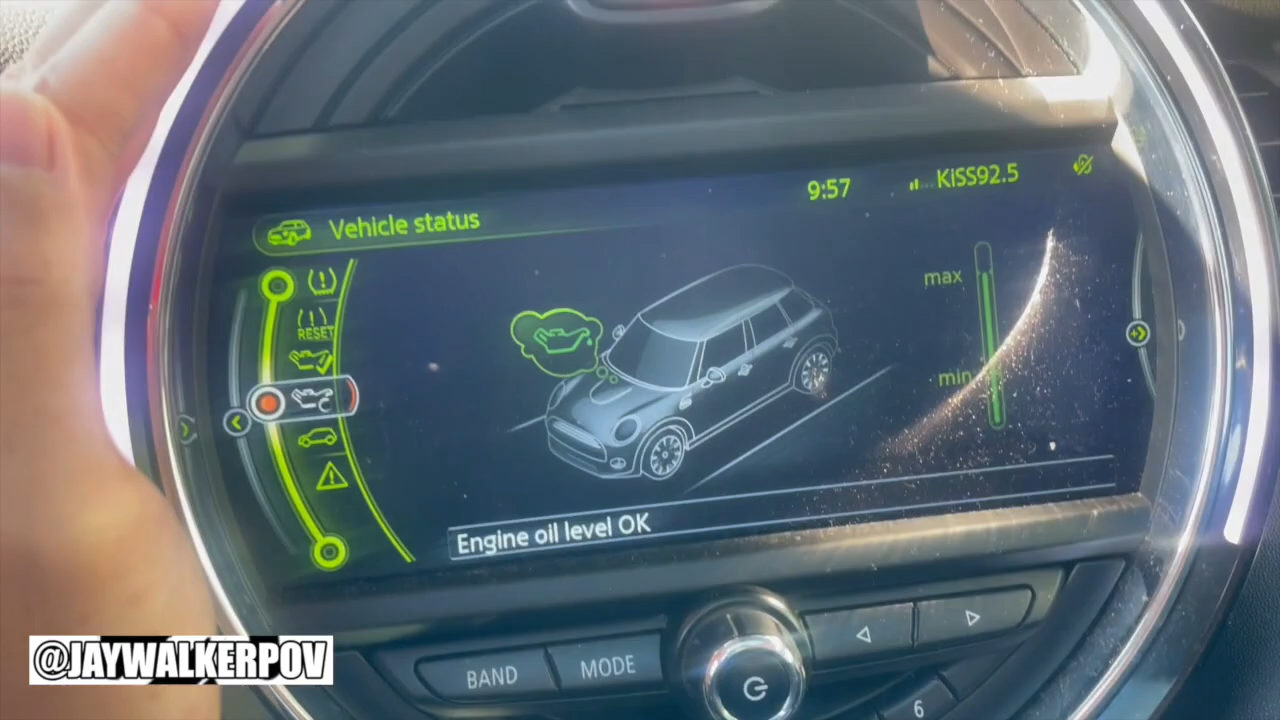 9:57
KiSS92.5
Vehicle status
RESET
max
min
Engine oil level OK
BAND
MODE
6
@JAYWALKERPOV